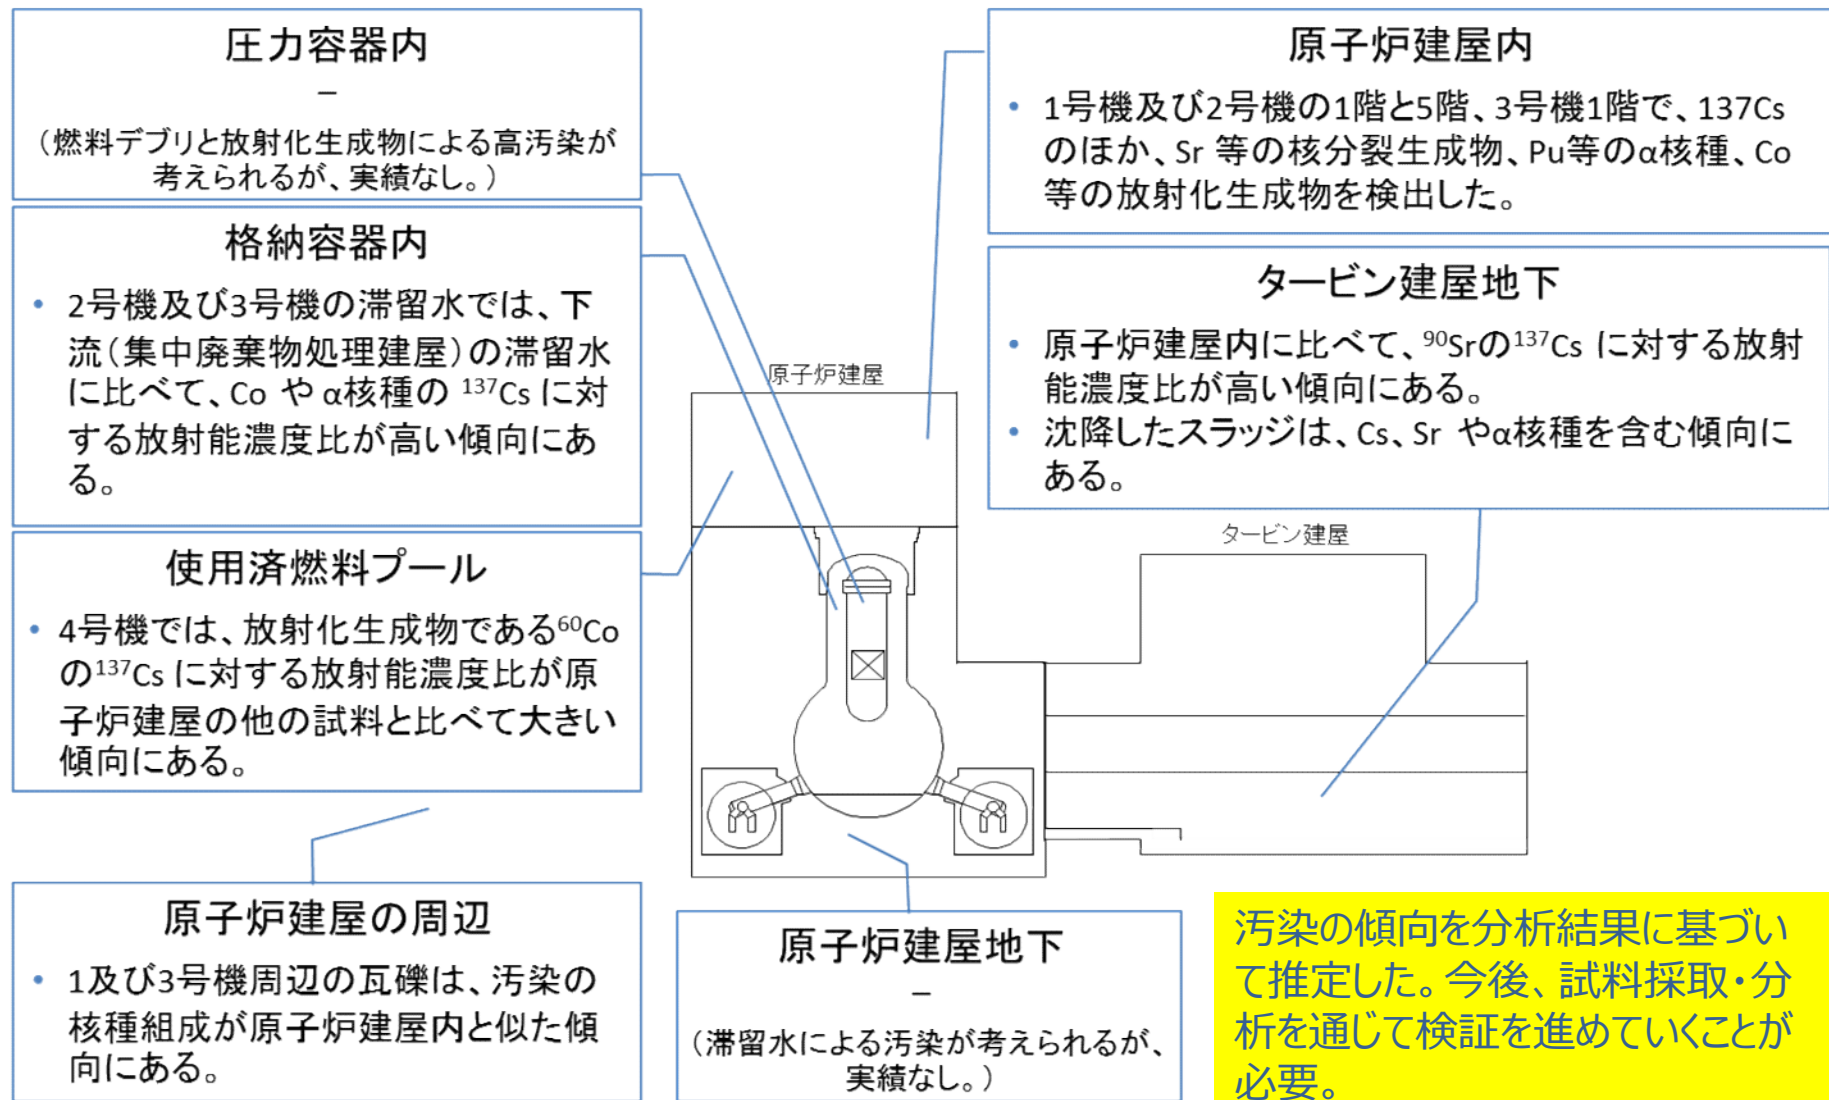 圧力容器内
–
（燃料デブリと放射化生成物による高汚染が
考えられるが、実績なし。）
格納容器内
• 2号機及び3号機の滞留水では、下
流（集中廃棄物処理建屋）の滞留水
に比べて、Co や α核種の ¹³⁷Cs に対
する放射能濃度比が高い傾向にあ
る。
使用済燃料プール
• 4号機では、放射化生成物である⁶⁰Co
の¹³⁷Cs に対する放射能濃度比が原
子炉建屋の他の試料と比べて大きい
傾向にある。
原子炉建屋の周辺
• 1及び3号機周辺の瓦礫は、汚染の
核種組成が原子炉建屋内と似た傾
向にある。
原子炉建屋
原子炉建屋地下
–
（滞留水による汚染が考えられるが、
実績なし。）
原子炉建屋内
• 1号機及び2号機の1階と5階、3号機1階で、137Cs
のほか、Sr 等の核分裂生成物、Pu等のα核種、Co
等の放射化生成物を検出した。
タービン建屋地下
• 原子炉建屋内に比べて、⁹⁰Srの¹³⁷Cs に対する放射
能濃度比が高い傾向にある。
• 沈降したスラッジは、Cs、Sr やα核種を含む傾向に
ある。
タービン建屋
汚染の傾向を分析結果に基づい
て推定した。今後、試料採取・分
析を通じて検証を進めていくことが
必要。